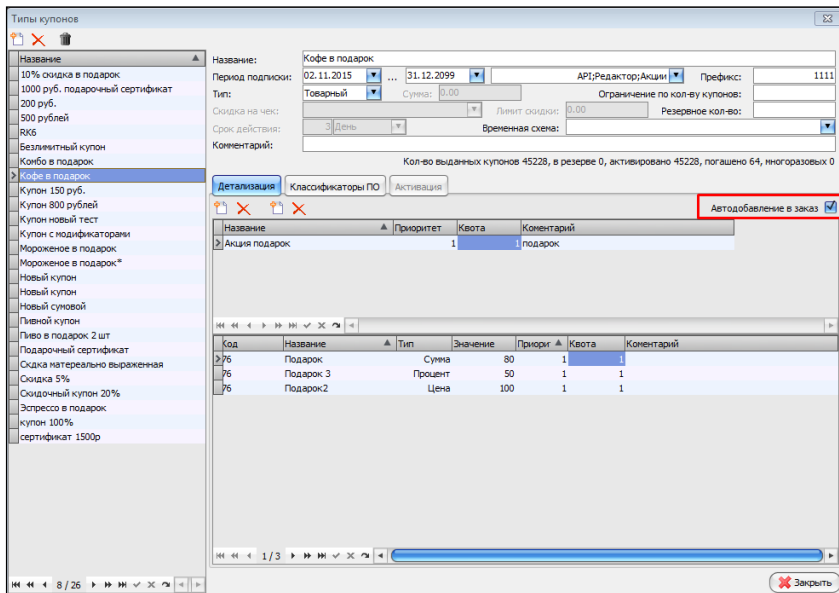 Типы купонов
Название
10% скидка в подарок
1000 руб. подарочный сертификат
200 руб.
500 рублей
RK6
Безлимитный купон
Комбо в подарок
Кофе в подарок
Купон 150 руб.
Купон 800 рублей
Купон новый тест
Купон с модификаторами
Мороженое в подарок
Мороженое в подарок*
Новый купон
Новый купон
Новый сумовой
Пивной купон
Пиво в подарок 2 шт
Подарочный сертификат
Скдка матереально выраженная
Скидка 5%
Скидочный купон 20%
Эспрессо в подарок
купон 100%
сертификат 1500р
8 / 26
Название: Кофе в подарок
Период подписки: 02.11.2015 ... 31.12.2099 API;Редактор;Акции Префикс: 1111
Тип: Товарный Сумма: 0.00 Ограничение по кол-ву купонов:
Скидка на чек: Лимит скидки: 0.00 Резервное кол-во:
Срок действия: 3 День Временная схема:
Комментарий:
Кол-во выданных купонов 45228, в резерве 0, активировано 45228, погашено 64, многоразовых 0
Детализация Классификаторы ПО Активация
Автодобавление в заказ
Название Приоритет Квота Коментарий
Акция подарок 1 1 подарок
Код Название Тип Значение Приори Квота Коментарий
76 Подарок Сумма 80 1 1
76 Подарок 3 Процент 50 1 1
76 Подарок2 Цена 100 1 1
1 / 3
Закрыть